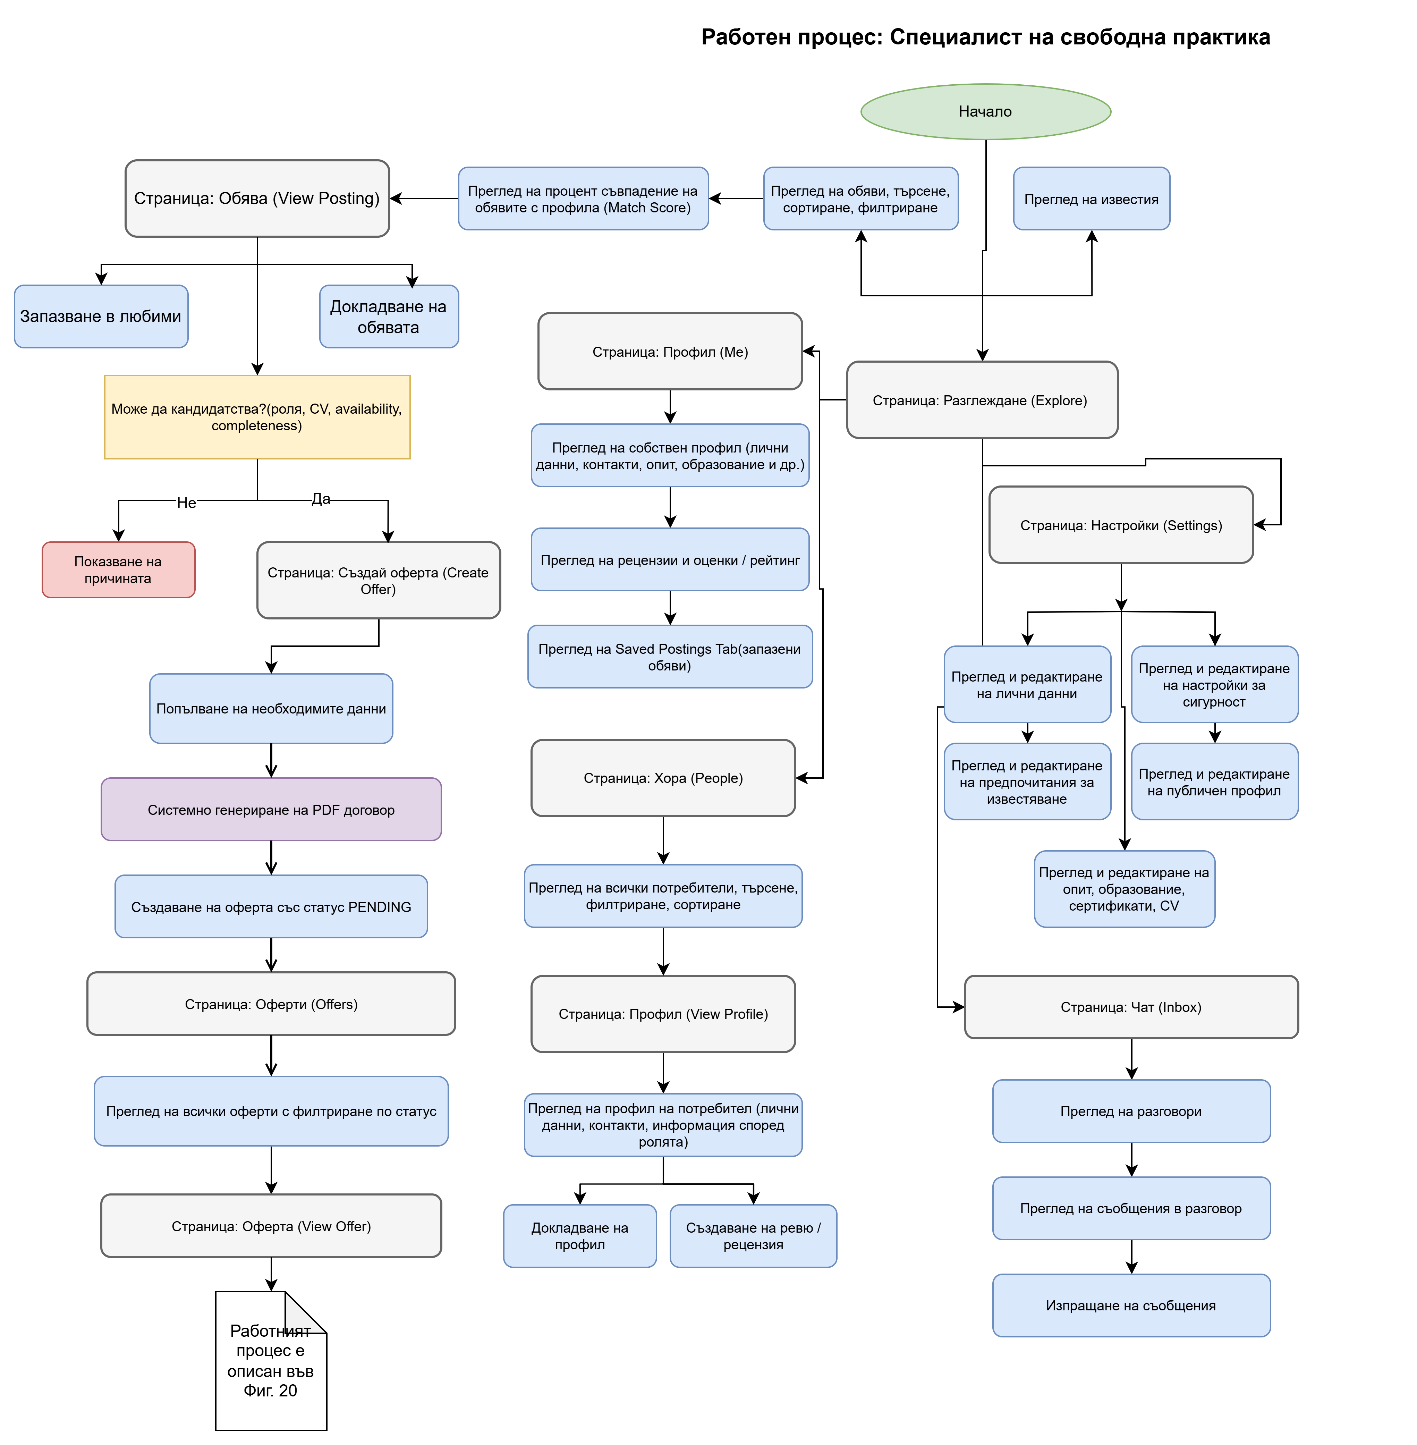 Работен процес: Специалист на свободна практика
Начало
Страница: Обява (View Posting)
Преглед на процент съвпадение на
обявите с профила (Match Score)
Преглед на обяви, търсене,
сортиране, филтриране
Преглед на известия
Запазване в любими
Докладване на
обявата
Може да кандидатства?(роля, CV, availability,
completeness)
Не
Да
Показване на
причината
Страница: Създай оферта (Create
Offer)
Попълване на необходимите данни
Системно генериране на PDF договор
Създаване на оферта със статус PENDING
Страница: Оферти (Offers)
Преглед на всички оферти с филтриране по статус
Страница: Оферта (View Offer)
Работният
процес е
описан във
Фиг. 20
Страница: Профил (Me)
Преглед на собствен профил (лични
данни, контакти, опит, образование и др.)
Преглед на рецензии и оценки / рейтинг
Преглед на Saved Postings Tab(запазени
обяви)
Страница: Хора (People)
Преглед на всички потребители, търсене,
филтриране, сортиране
Страница: Профил (View Profile)
Преглед на профил на потребител (лични
данни, контакти, информация според
ролята)
Докладване на
профил
Създаване на ревю /
рецензия
Страница: Разглеждане (Explore)
Страница: Настройки (Settings)
Преглед и редактиране
на лични данни
Преглед и редактиране
на настройки за
сигурност
Преглед и редактиране
на предпочитания за
известяване
Преглед и редактиране
на публичен профил
Преглед и редактиране на
опит, образование,
сертификати, CV
Страница: Чат (Inbox)
Преглед на разговори
Преглед на съобщения в разговор
Изпращане на съобщения